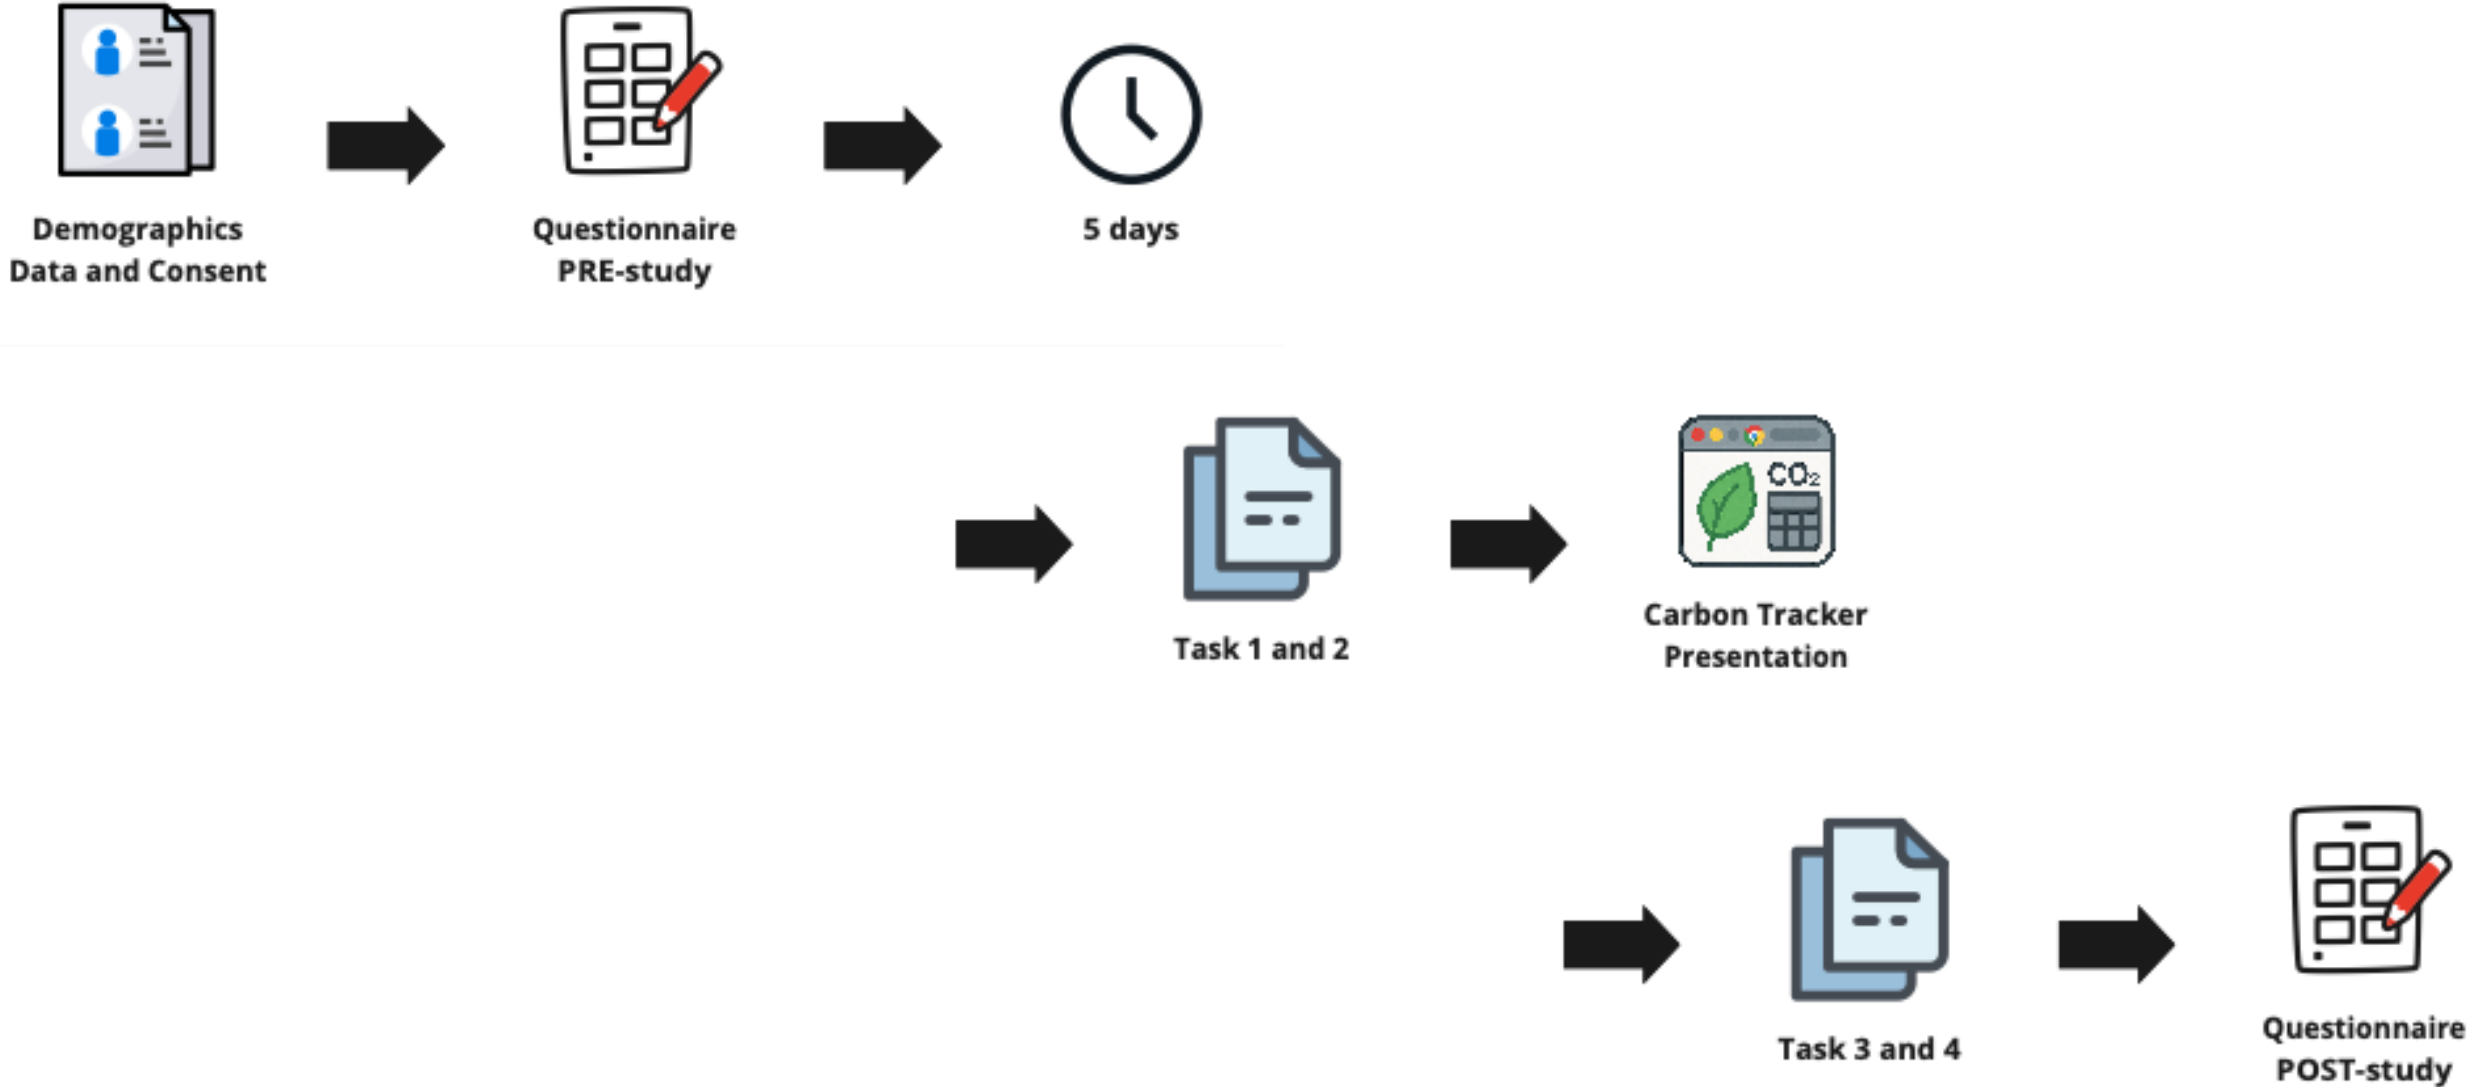 Demographics
Data and Consent
Questionnaire
PRE-study
5 days
CO₂
Task 1 and 2
Carbon Tracker
Presentation
Task 3 and 4
Questionnaire
POST-study